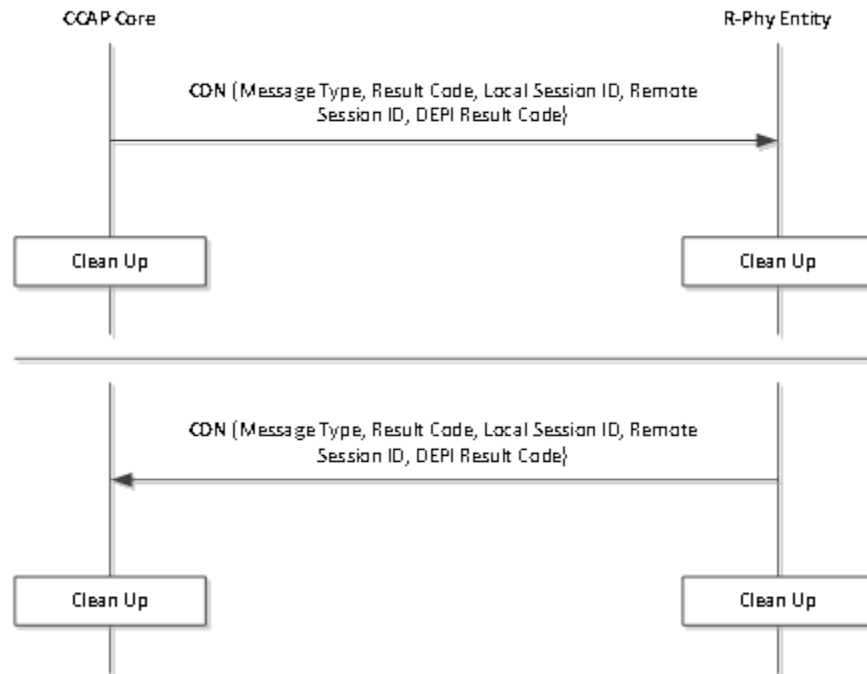 CCAP Core
R-Phy Entity
CDN {Message Type, Result Code, Local Session ID, Remote
Session ID, DEPI Result Code}
Clean Up
Clean Up
CDN {Message Type, Result Code, Local Session ID, Remote
Session ID, DEPI Result Code}
Clean Up
Clean Up